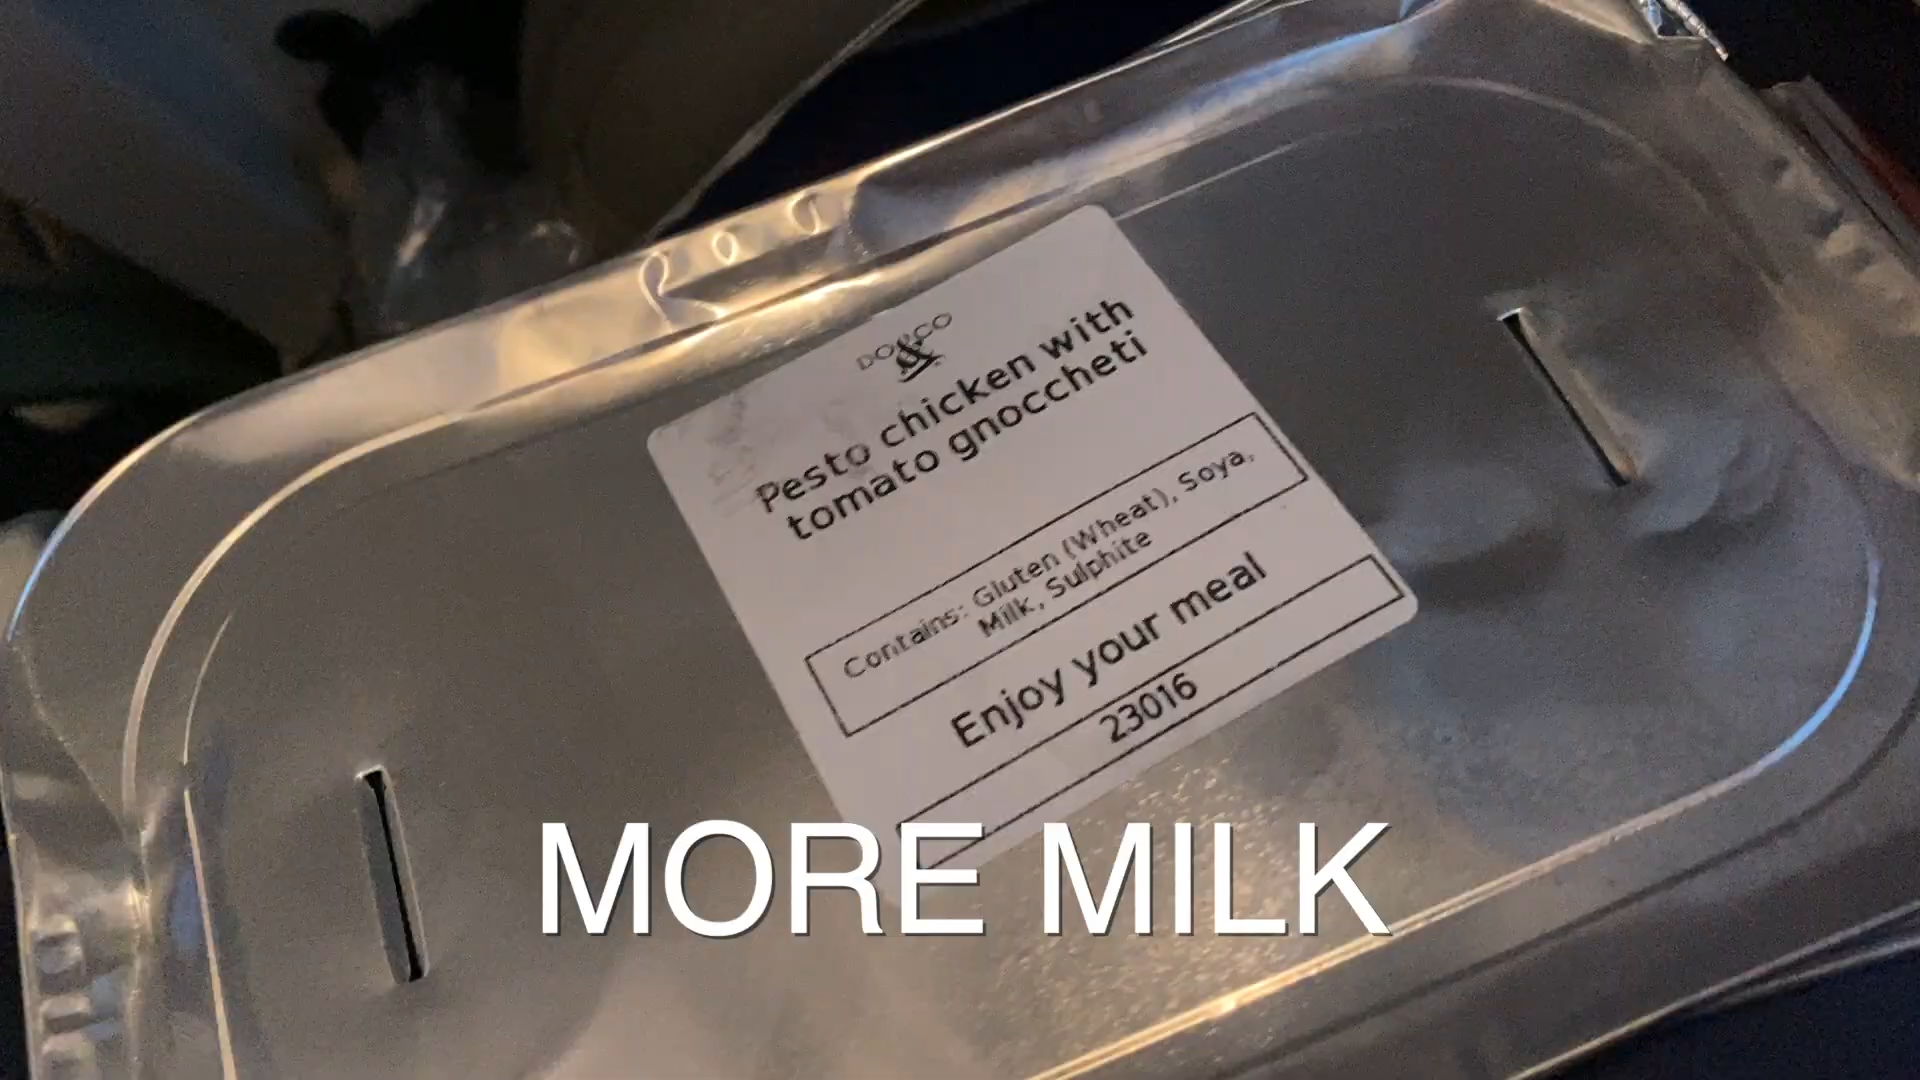 DO & CO
Pesto chicken with
tomato gnoccheti
Contains: Gluten (Wheat), Soya,
Milk, Sulphite
Enjoy your meal
23016
MORE MILK